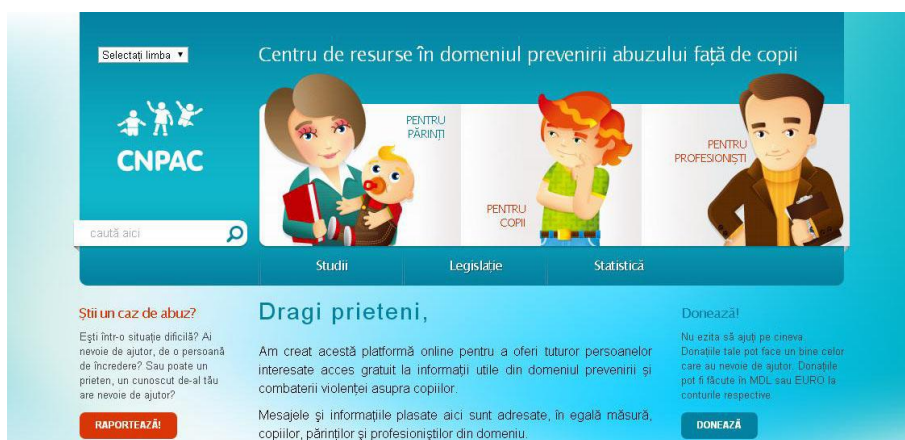 Selectați limba
Centru de resurse în domeniul prevenirii abuzului față de copii
CNPAC
PENTRU
PĂRINȚI
PENTRU
COPII
PENTRU
PROFESIONIȘTI
caută aici
Studii
Legislație
Statistică
Știi un caz de abuz?
Eşti într-o situație dificilă? Ai
nevoie de ajutor, de o persoană
de încredere? Sau poate un
prieten, un cunoscut de-al tău
are nevoie de ajutor?
RAPORTEAZĂ!
Dragi prieteni,
Am creat acestă platformă online pentru a oferi tuturor persoanelor
interesate acces gratuit la informații utile din domeniul prevenirii şi
combaterii violenței asupra copiilor.
Mesajele şi informațiile plasate aici sunt adresate, în egală măsură,
copiilor, părinților şi profesioniştilor din domeniu.
Donează!
Nu ezita să ajuți pe cineva.
Donațiile tale pot face un bine celor
care au nevoie de ajutor. Donațiile
pot fi făcute în MDL sau EURO la
conturile respective.
DONEAZĂ